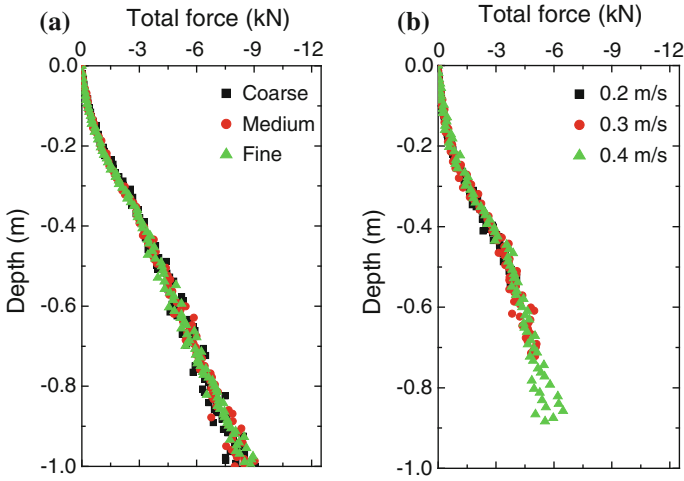 (a)
Total force (kN)
0 -3 -6 -9 -12
0.0
-0.2
-0.4
-0.6
-0.8
-1.0
Depth (m)
Coarse
Medium
Fine
(b)
Total force (kN)
0 -3 -6 -9 -12
0.0
-0.2
-0.4
-0.6
-0.8
-1.0
Depth (m)
0.2 m/s
0.3 m/s
0.4 m/s